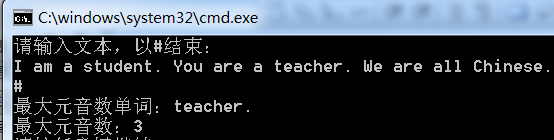 C:\windows\system32\cmd.exe
请输入文本，以#结束：
I am a student. You are a teacher. We are all Chinese.
#
最大元音数单词：teacher.
最大元音数：3